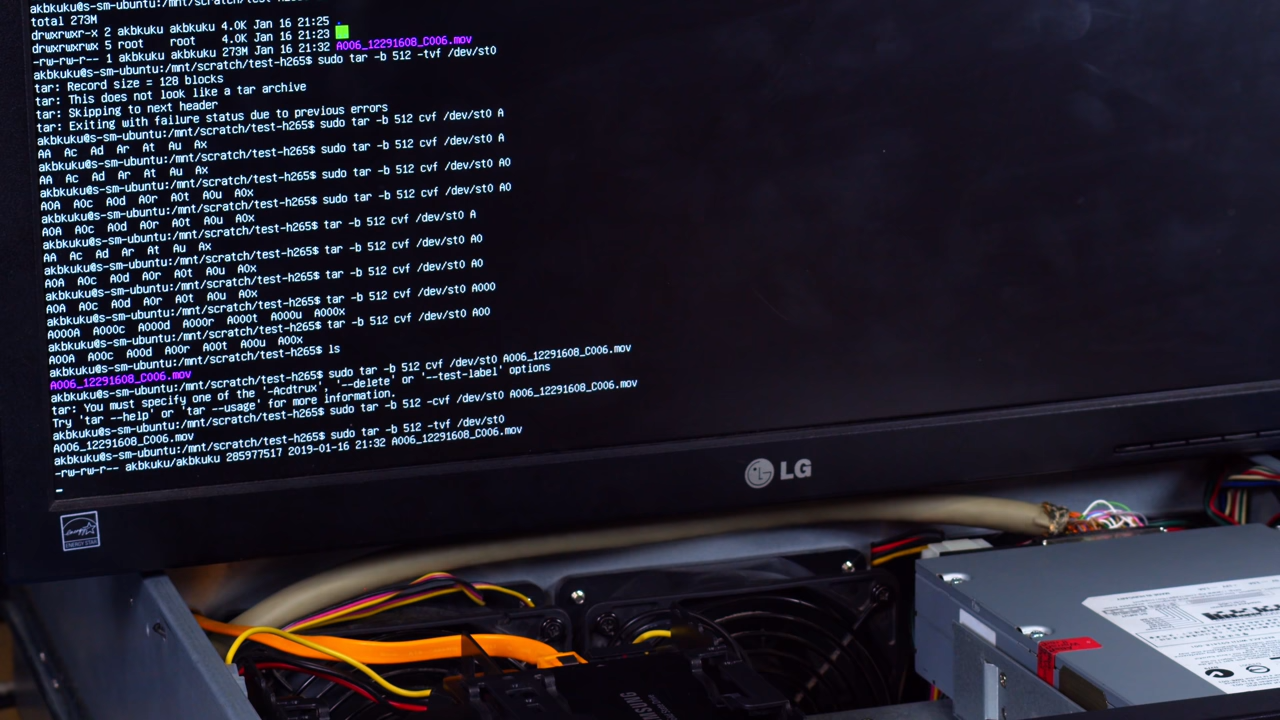 akbkuku@s-sm-ubuntu:/mnt/scratch/test-h265$
total 273M
drwxrwxr-x 2 akbkuku akbkuku 4.0K Jan 16 21:25 .
drwxrwxrwx 5 root    root    4.0K Jan 16 21:23
-rw-rw-r-- 1 akbkuku akbkuku 273M Jan 16 21:32 A006_12291608_C006.mov
akbkuku@s-sm-ubuntu:/mnt/scratch/test-h265$ sudo tar -b 512 -tvf /dev/st0
tar: Record size = 128 blocks
tar: This does not look like a tar archive
tar: Skipping to next header
tar: Exiting with failure status due to previous errors
akbkuku@s-sm-ubuntu:/mnt/scratch/test-h265$ sudo tar -b 512 cvf /dev/st0 A
AA  Ac  Ad  Ar  At  Au  Ax
akbkuku@s-sm-ubuntu:/mnt/scratch/test-h265$ sudo tar -b 512 cvf /dev/st0 A
AA  Ac  Ad  Ar  At  Au  Ax
akbkuku@s-sm-ubuntu:/mnt/scratch/test-h265$ sudo tar -b 512 cvf /dev/st0 A0
A0A  A0c  A0d  A0r  A0t  A0u  A0x
akbkuku@s-sm-ubuntu:/mnt/scratch/test-h265$ sudo tar -b 512 cvf /dev/st0 A0
A0A  A0c  A0d  A0r  A0t  A0u  A0x
akbkuku@s-sm-ubuntu:/mnt/scratch/test-h265$ tar -b 512 cvf /dev/st0 A
AA  Ac  Ad  Ar  At  Au  Ax
akbkuku@s-sm-ubuntu:/mnt/scratch/test-h265$ tar -b 512 cvf /dev/st0 A0
A0A  A0c  A0d  A0r  A0t  A0u  A0x
akbkuku@s-sm-ubuntu:/mnt/scratch/test-h265$ tar -b 512 cvf /dev/st0 A0
A0A  A0c  A0d  A0r  A0t  A0u  A0x
akbkuku@s-sm-ubuntu:/mnt/scratch/test-h265$ tar -b 512 cvf /dev/st0 A000
A000A  A000c  A000d  A000r  A000t  A000u  A000x
akbkuku@s-sm-ubuntu:/mnt/scratch/test-h265$ tar -b 512 cvf /dev/st0 A00
A00A  A00c  A00d  A00r  A00t  A00u  A00x
akbkuku@s-sm-ubuntu:/mnt/scratch/test-h265$ ls
A006_12291608_C006.mov
akbkuku@s-sm-ubuntu:/mnt/scratch/test-h265$ sudo tar -b 512 cvf /dev/st0 A006_12291608_C006.mov
tar: You must specify one of the '-Acdtrux', '--delete' or '--test-label' options
Try 'tar --help' or 'tar --usage' for more information.
akbkuku@s-sm-ubuntu:/mnt/scratch/test-h265$ sudo tar -b 512 -cvf /dev/st0 A006_12291608_C006.mov
A006_12291608_C006.mov
akbkuku@s-sm-ubuntu:/mnt/scratch/test-h265$ sudo tar -b 512 -tvf /dev/st0
-rw-rw-r-- akbkuku/akbkuku 285977517 2019-01-16 21:32 A006_12291608_C006.mov
LG
ENERGY STAR
SAMSUNG